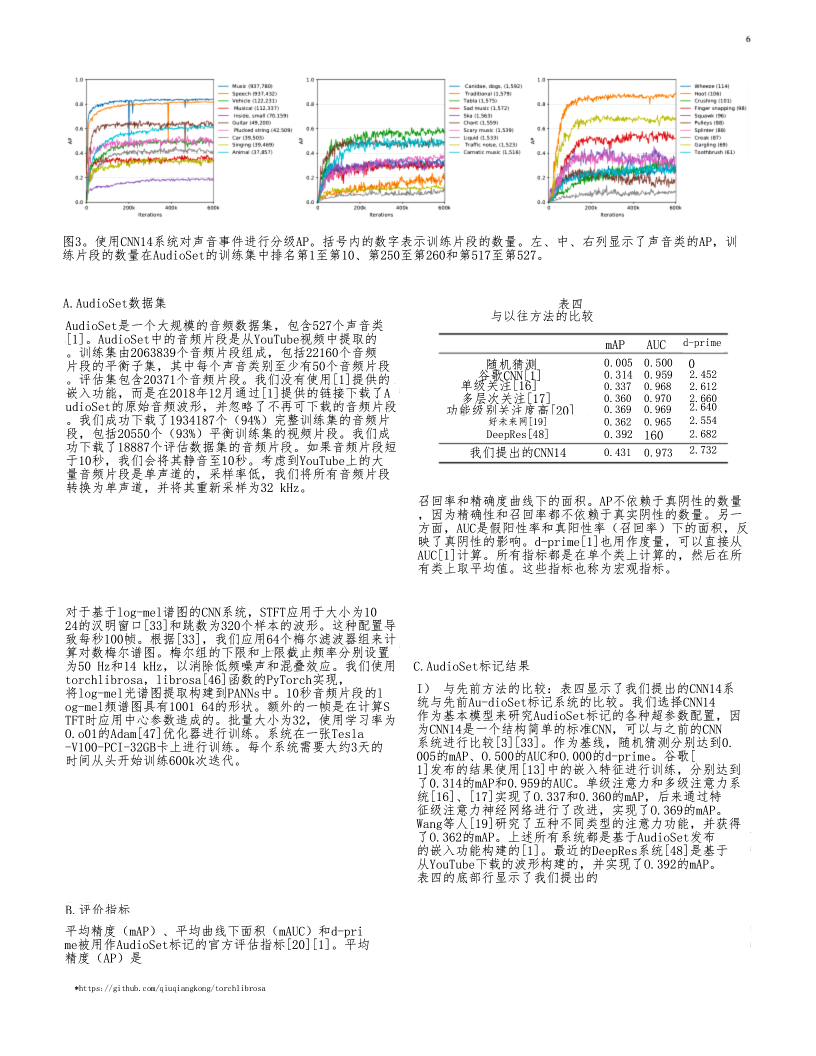 6
1.0
0.8
0.6
0.4
0.2
0.0
AP
0
200k
400k
600k
Iterations
Music (937,780)
Speech (937,432)
Vehicle (122,231)
Musical (112,337)
Inside, small (70,159)
Guitar (49,200)
Plucked string (42,509)
Car (39,503)
Singing (39,469)
Animal (37,857)
1.0
0.8
0.6
0.4
0.2
0.0
AP
0
200k
400k
600k
Iterations
Canidae, dogs, (1,592)
Traditional (1,579)
Tabla (1,575)
Sad music (1,572)
Ska (1,563)
Chant (1,559)
Scary music (1,539)
Liquid (1,533)
Traffic noise, (1,523)
Carnatic music (1,516)
1.0
0.8
0.6
0.4
0.2
0.0
AP
0
200k
400k
600k
Iterations
Wheeze (114)
Hoot (106)
Crushing (101)
Finger snapping (98)
Squawk (96)
Pulleys (88)
Splinter (88)
Croak (87)
Gargling (69)
Toothbrush (61)
图3。使用CNN14系统对声音事件进行分级AP。括号内的数字表示训练片段的数量。左、中、右列显示了声音类的AP，训
练片段的数量在AudioSet的训练集中排名第1至第10、第250至第260和第517至第527。
A.AudioSet数据集
AudioSet是一个大规模的音频数据集，包含527个声音类
[1]。AudioSet中的音频片段是从YouTube视频中提取的
。训练集由2063839个音频片段组成，包括22160个音频
片段的平衡子集，其中每个声音类别至少有50个音频片段
。评估集包含20371个音频片段。我们没有使用[1]提供的
嵌入功能，而是在2018年12月通过[1]提供的链接下载了A
udioSet的原始音频波形，并忽略了不再可下载的音频片段
。我们成功下载了1934187个（94%）完整训练集的音频片
段，包括20550个（93%）平衡训练集的视频片段。我们成
功下载了18887个评估数据集的音频片段。如果音频片段短
于10秒，我们会将其静音至10秒。考虑到YouTube上的大
量音频片段是单声道的，采样率低，我们将所有音频片段
转换为单声道，并将其重新采样为32 kHz。
对于基于log-mel谱图的CNN系统，STFT应用于大小为10
24的汉明窗口[33]和跳数为320个样本的波形。这种配置导
致每秒100帧。根据[33]，我们应用64个梅尔滤波器组来计
算对数梅尔谱图。梅尔组的下限和上限截止频率分别设置
为50 Hz和14 kHz，以消除低频噪声和混叠效应。我们使用
torchlibrosa，librosa[46]函数的PyTorch实现，
将log-mel光谱图提取构建到PANNs中。10秒音频片段的l
og-mel频谱图具有1001 64的形状。额外的一帧是在计算S
TFT时应用中心参数造成的。批量大小为32，使用学习率为
0.o01的Adam[47]优化器进行训练。系统在一张Tesla
-V100-PCI-32GB卡上进行训练。每个系统需要大约3天的
时间从头开始训练600k次迭代。
B.评价指标
平均精度（mAP）、平均曲线下面积（mAUC）和d-pri
me被用作AudioSet标记的官方评估指标[20][1]。平均
精度（AP）是
◆https://github.com/qiuqiangkong/torchlibrosa
表四
与以往方法的比较
mAP AUC d-prime
随机猜测 0.005 0.500 0
谷歌CNN[1] 0.314 0.959 2.452
单级关注[16] 0.337 0.968 2.612
多层次关注[17] 0.360 0.970 2.660
功能级别关注度高[20] 0.369 0.969 2.640
好未来网[19] 0.362 0.965 2.554
DeepRes[48] 0.392 160 2.682
我们提出的CNN14 0.431 0.973 2.732
召回率和精确度曲线下的面积。AP不依赖于真阴性的数量
，因为精确性和召回率都不依赖于真实阴性的数量。另一
方面，AUC是假阳性率和真阳性率（召回率）下的面积，反
映了真阴性的影响。d-prime[1]也用作度量，可以直接从
AUC[1]计算。所有指标都是在单个类上计算的，然后在所
有类上取平均值。这些指标也称为宏观指标。
C.AudioSet标记结果
I） 与先前方法的比较：表四显示了我们提出的CNN14系
统与先前Au-dioSet标记系统的比较。我们选择CNN14
作为基本模型来研究AudioSet标记的各种超参数配置，因
为CNN14是一个结构简单的标准CNN，可以与之前的CNN
系统进行比较[3][33]。作为基线，随机猜测分别达到0.
005的mAP、0.500的AUC和0.000的d-prime。谷歌[
1]发布的结果使用[13]中的嵌入特征进行训练，分别达到
了0.314的mAP和0.959的AUC。单级注意力和多级注意力系
统[16]、[17]实现了0.337和0.360的mAP，后来通过特
征级注意力神经网络进行了改进，实现了0.369的mAP。
Wang等人[19]研究了五种不同类型的注意力功能，并获得
了0.362的mAP。上述所有系统都是基于AudioSet发布
的嵌入功能构建的[1]。最近的DeepRes系统[48]是基于
从YouTube下载的波形构建的，并实现了0.392的mAP。
表四的底部行显示了我们提出的